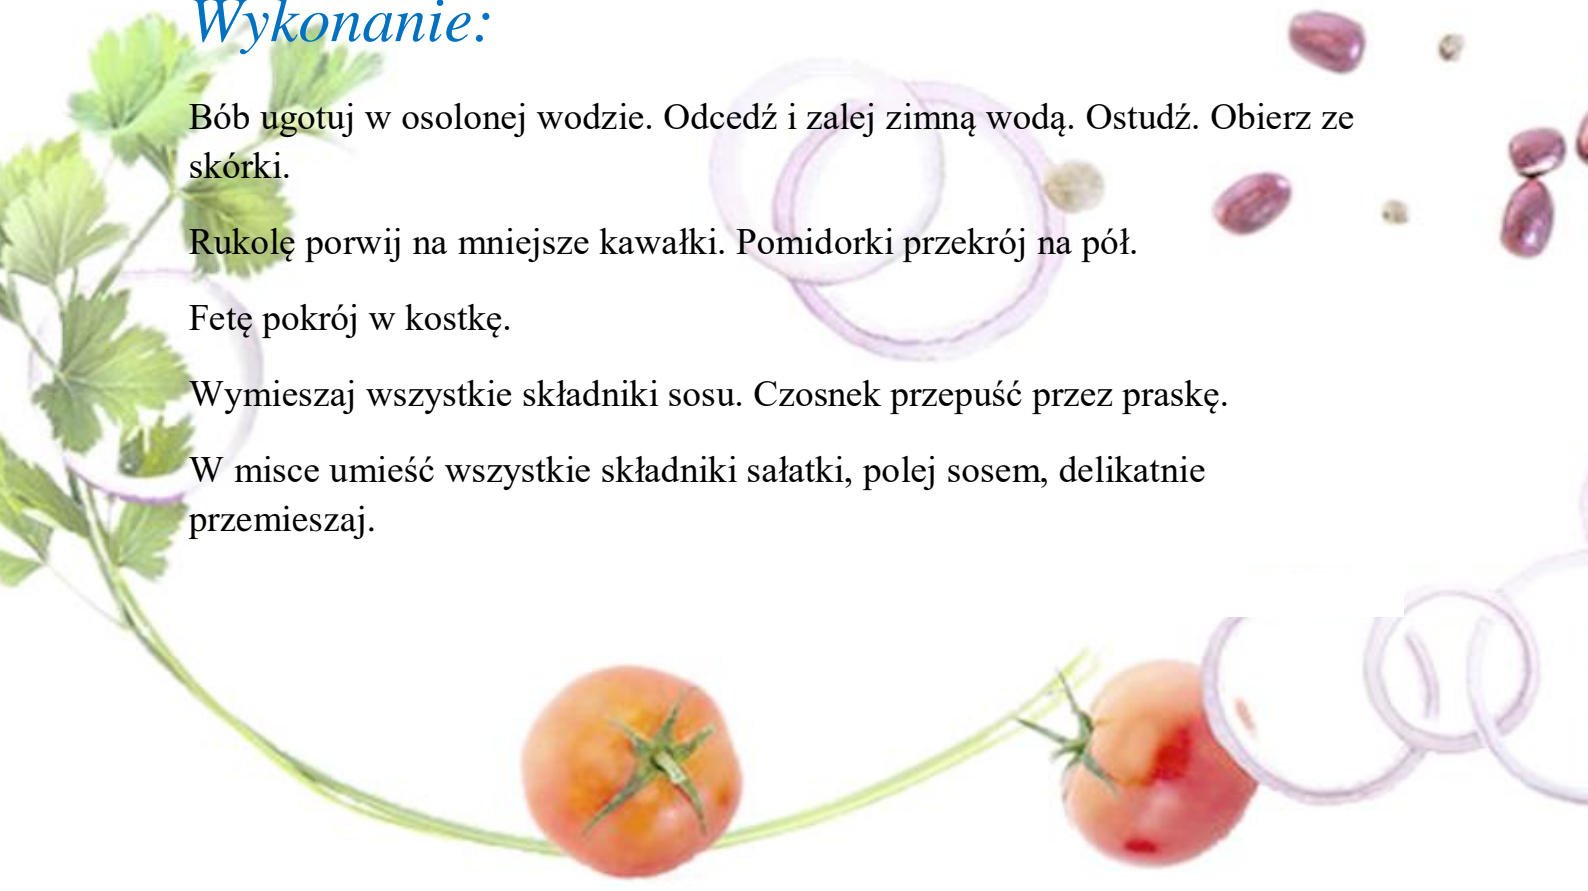 Wykonanie:
Bób ugotuj w osolonej wodzie. Odcedź i zalej zimną wodą. Ostudź. Obierz ze
skórki.
Rukolę porwij na mniejsze kawałki. Pomidorki przekrój na pół.
Fetę pokrój w kostkę.
Wymieszaj wszystkie składniki sosu. Czosnek przepuść przez praskę.
W misce umieść wszystkie składniki sałatki, polej sosem, delikatnie
przemieszaj.